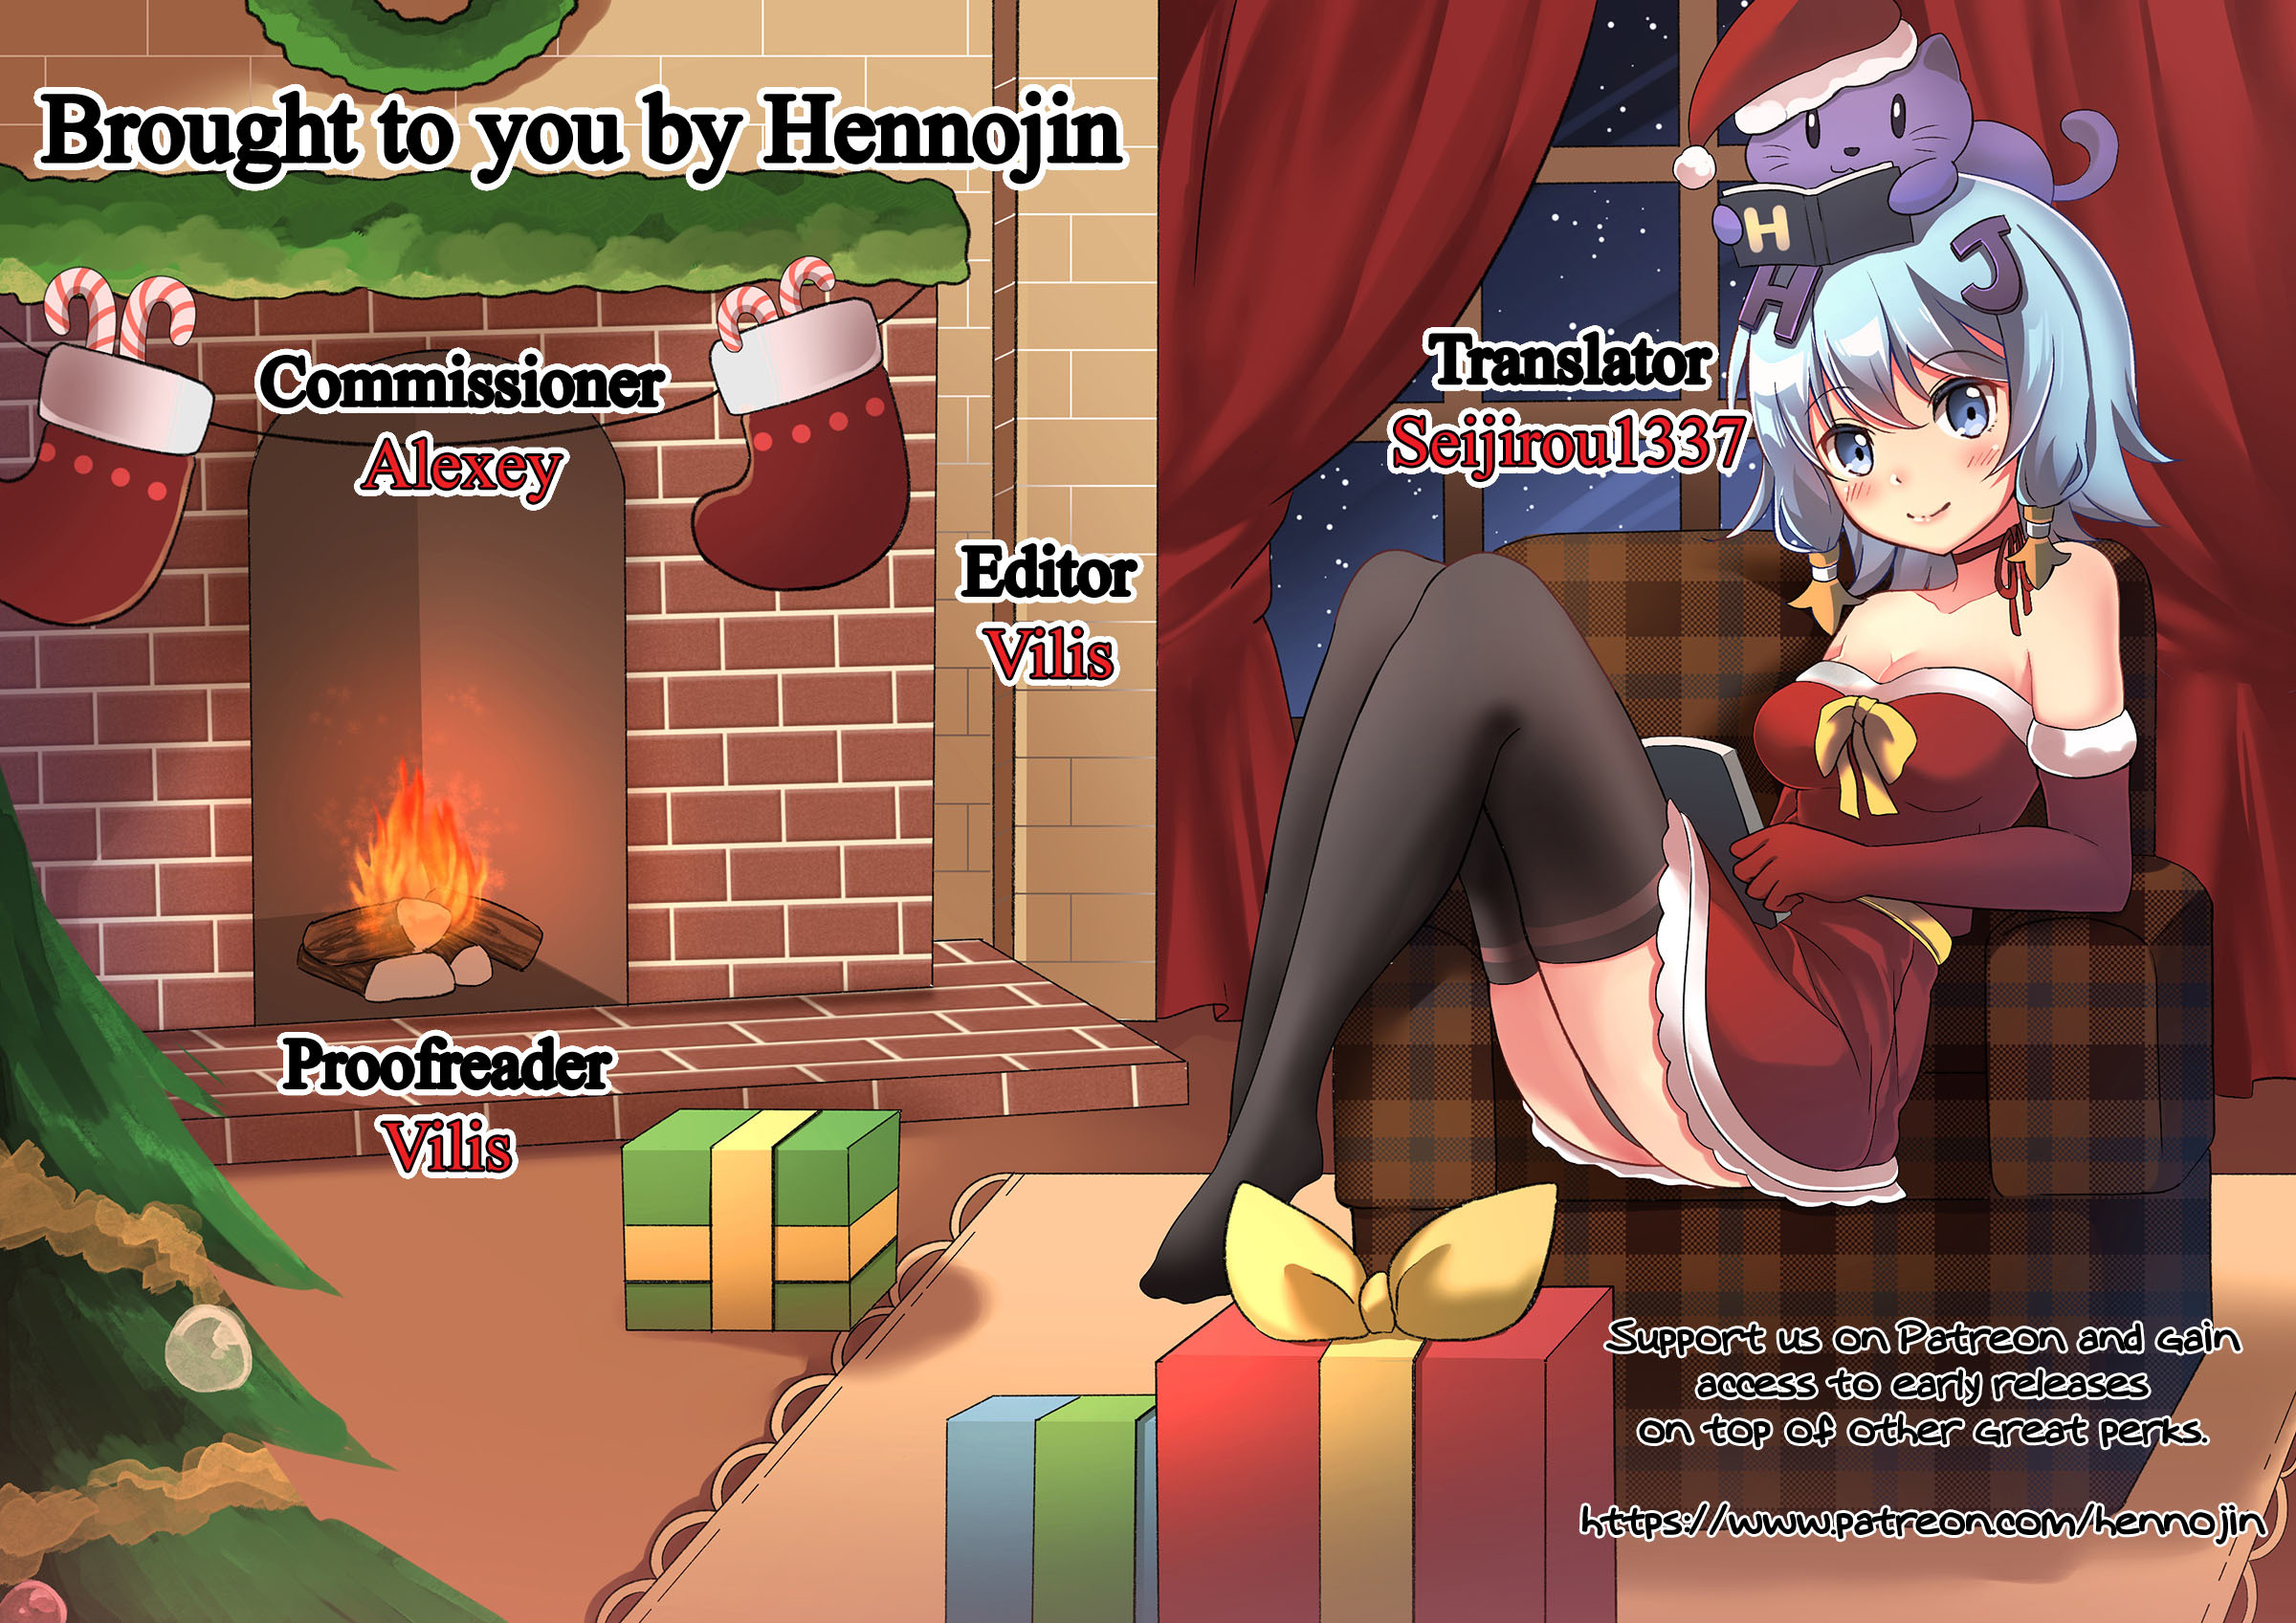 Brought to you by Hennojin
Commissioner
Alexey
Translator
Seijirou1337
Editor
Vilis
Proofreader
Vilis
H
H J
Support us on Patreon and gain
access to early releases
on top of other great perks.
https://www.patreon.com/hennojin